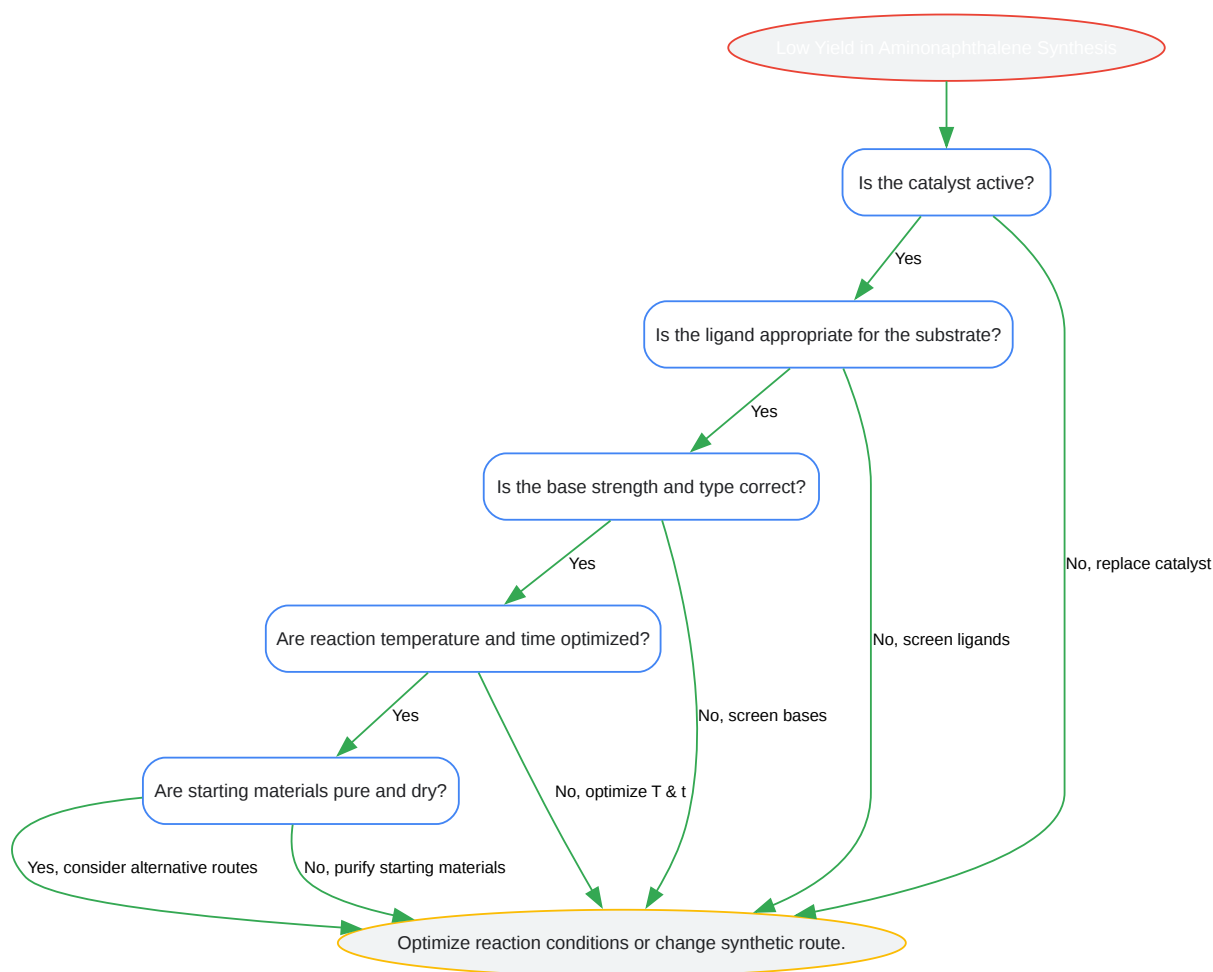 Low Yield in Aminonaphthalene Synthesis
Is the catalyst active?
Yes
Is the ligand appropriate for the substrate?
Yes
Is the base strength and type correct?
Yes
No, replace catalyst
Are reaction temperature and time optimized?
No, screen ligands
Yes
No, screen bases
Are starting materials pure and dry?
No, optimize T & t
Yes, consider alternative routes
No, purify starting materials
Optimize reaction conditions or change synthetic route.